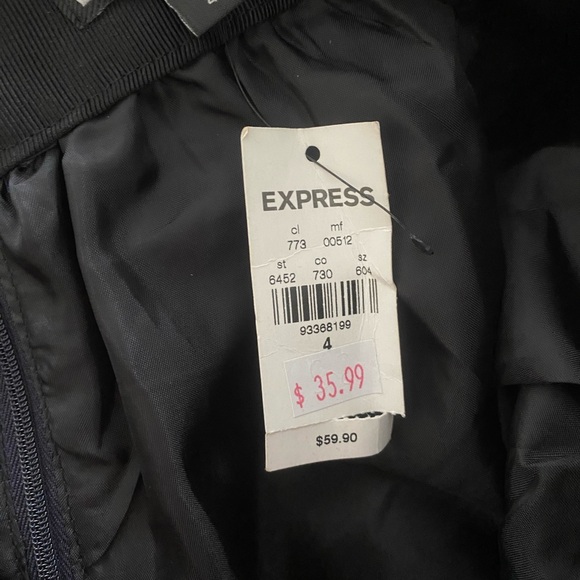 EXPRESS
cl mf
773 00512
st co sz
6452 730 604
93368199
4
$ 35.99
$59.90